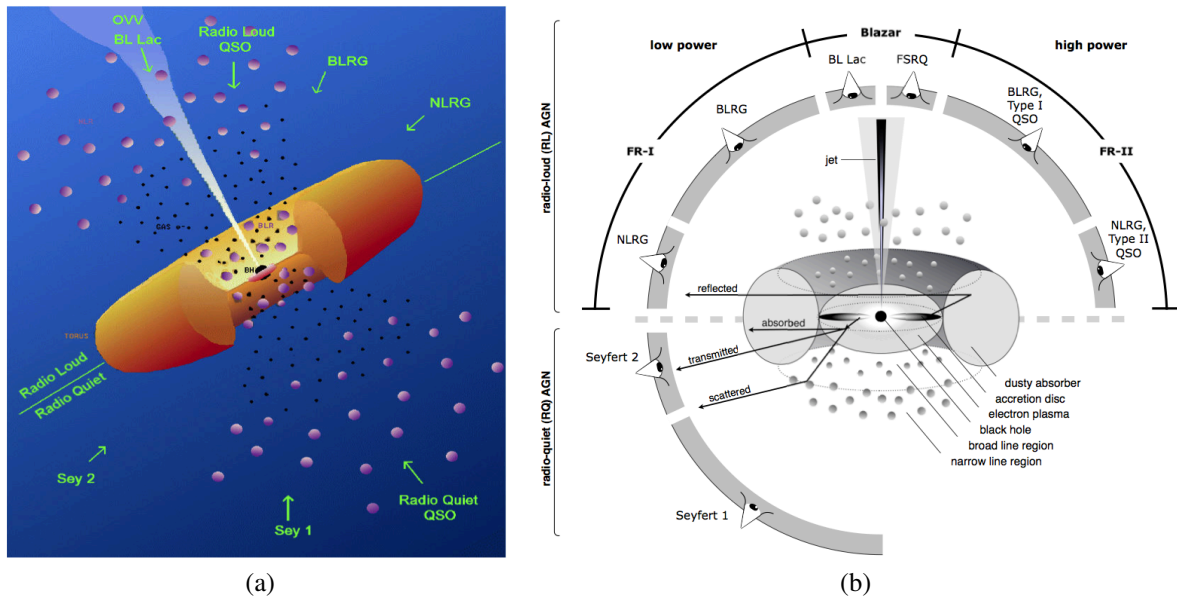 OVV
BL Lac
Radio Loud
QSO
BLRG
NLRG
NLR
GAS
BLR
BH
TORUS
Radio Loud
Radio Quiet
Sey 2
Sey 1
Radio Quiet
QSO
(a)
radio-loud (RL) AGN
radio-quiet (RQ) AGN
low power
Blazar
high power
BL Lac
FSRQ
BLRG
BLRG,
Type I
QSO
FR-I
FR-II
jet
NLRG
NLRG,
Type II
QSO
reflected
absorbed
transmitted
scattered
Seyfert 2
Seyfert 1
dusty absorber
accretion disc
electron plasma
black hole
broad line region
narrow line region
(b)